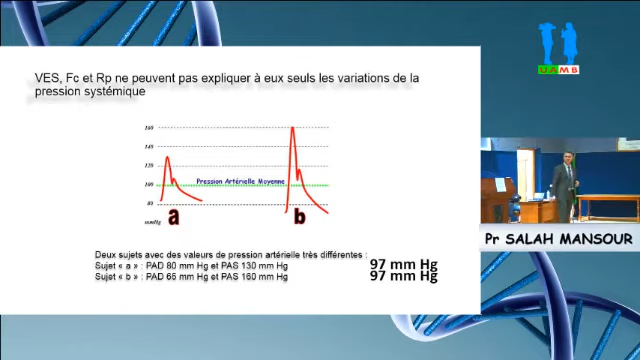 UAMB
VES, Fc et Rp ne peuvent pas expliquer à eux seuls les variations de la
pression systémique
160
140
120
Pression Artérielle Moyenne
100
80
mmHg
a
b
Pr SALAH MANSOUR
Deux sujets avec des valeurs de pression artérielle très différentes :
Sujet « a » : PAD 80 mm Hg et PAS 130 mm Hg
97 mm Hg
Sujet « b » : PAD 65 mm Hg et PAS 160 mm Hg
97 mm Hg